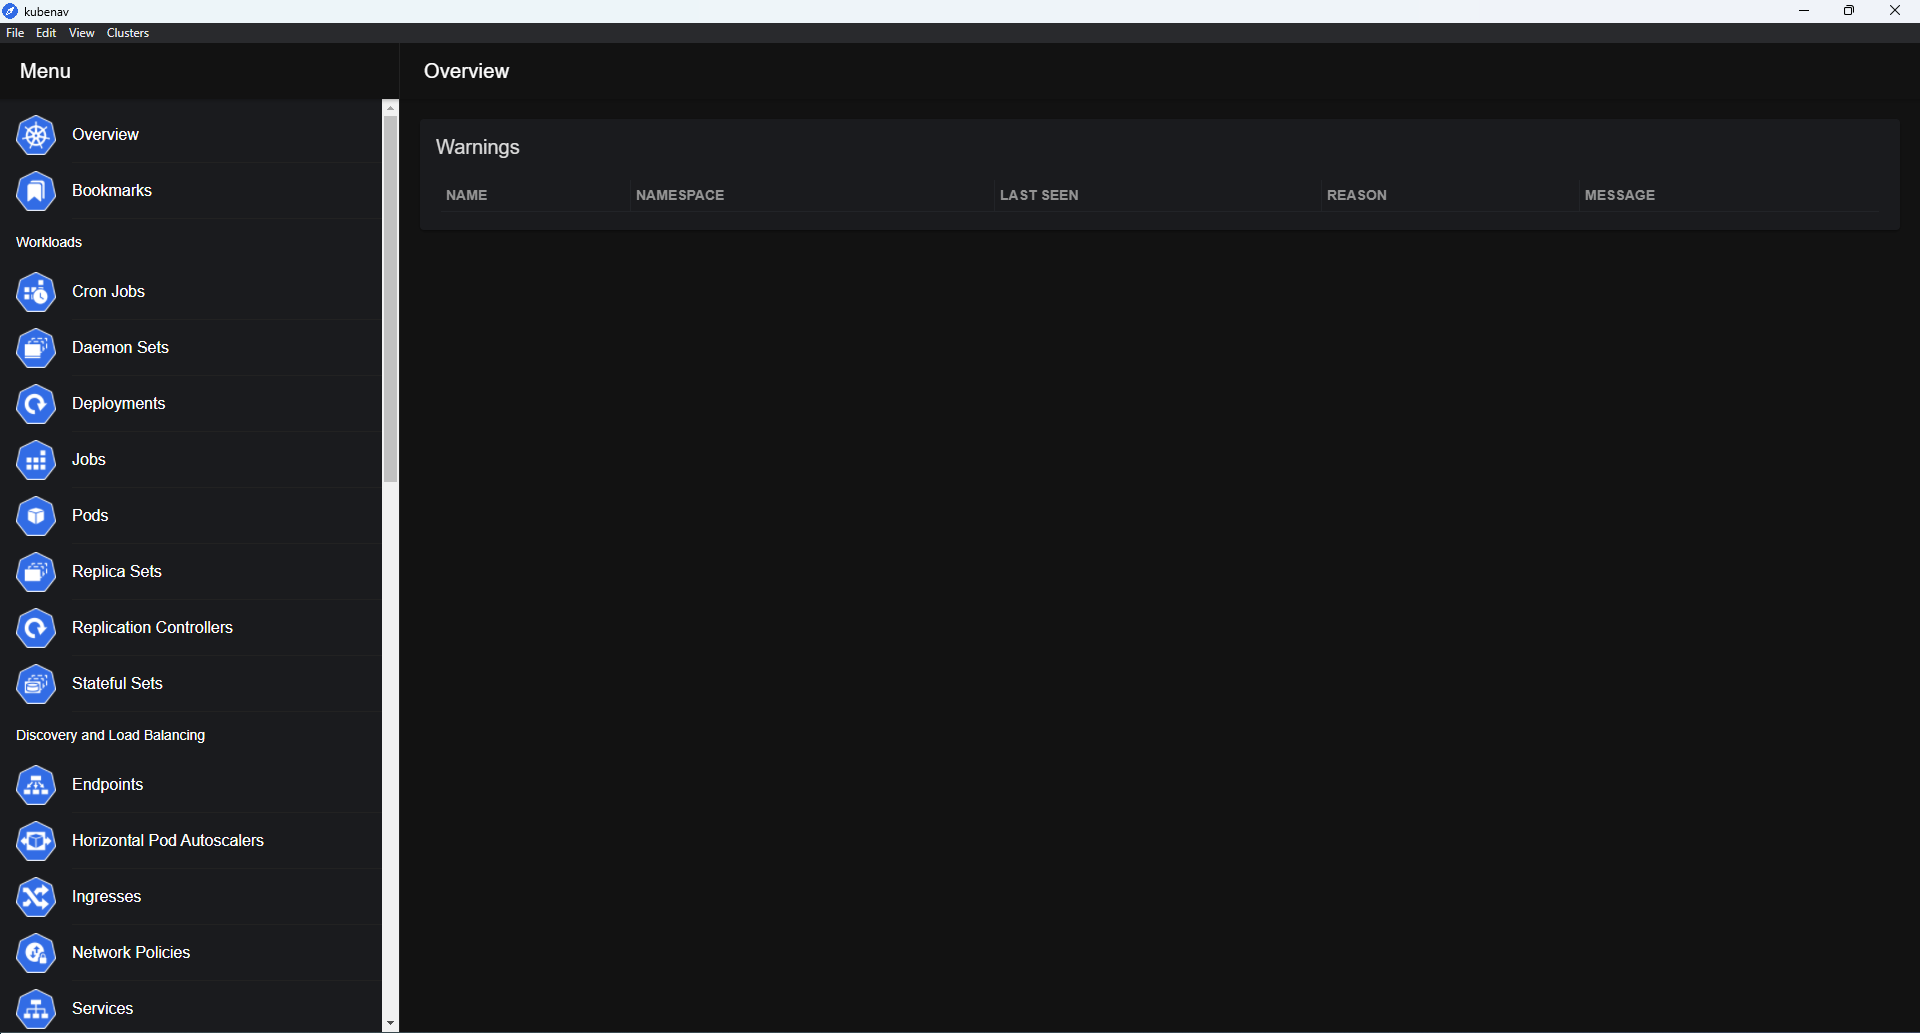 kubenav
File Edit View Clusters
Menu
Overview
Overview
Bookmarks
Workloads
Cron Jobs
Daemon Sets
Deployments
Jobs
Pods
Replica Sets
Replication Controllers
Stateful Sets
Discovery and Load Balancing
Endpoints
Horizontal Pod Autoscalers
Ingresses
Network Policies
Services
Warnings
NAME NAMESPACE LAST SEEN REASON MESSAGE